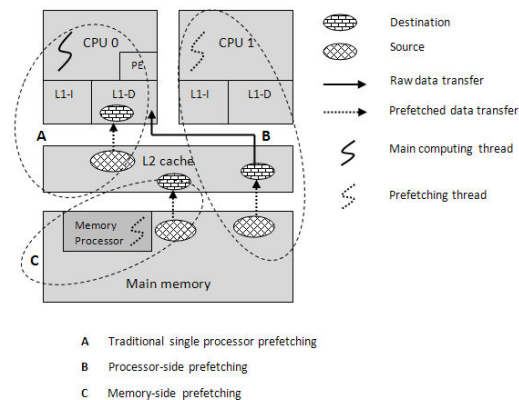 CPU 0
CPU 1
PE
L1-I
L1-D
L1-I
L1-D
A
B
L2 cache
Memory
Processor
C
Main memory
Destination
Source
Raw data transfer
Prefetched data transfer
Main computing thread
Prefetching thread
A Traditional single processor prefetching
B Processor-side prefetching
C Memory-side prefetching